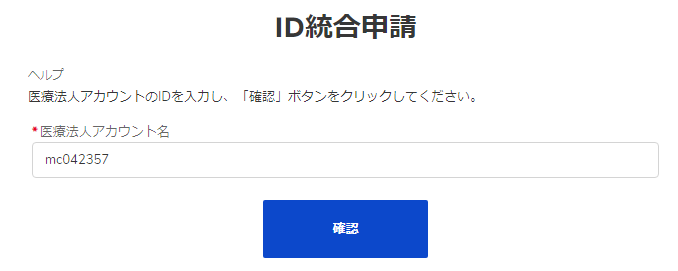 ID統合申請
ヘルプ
医療法人アカウントのIDを入力し、「確認」ボタンをクリックしてください。
*医療法人アカウント名
mc042357
確認